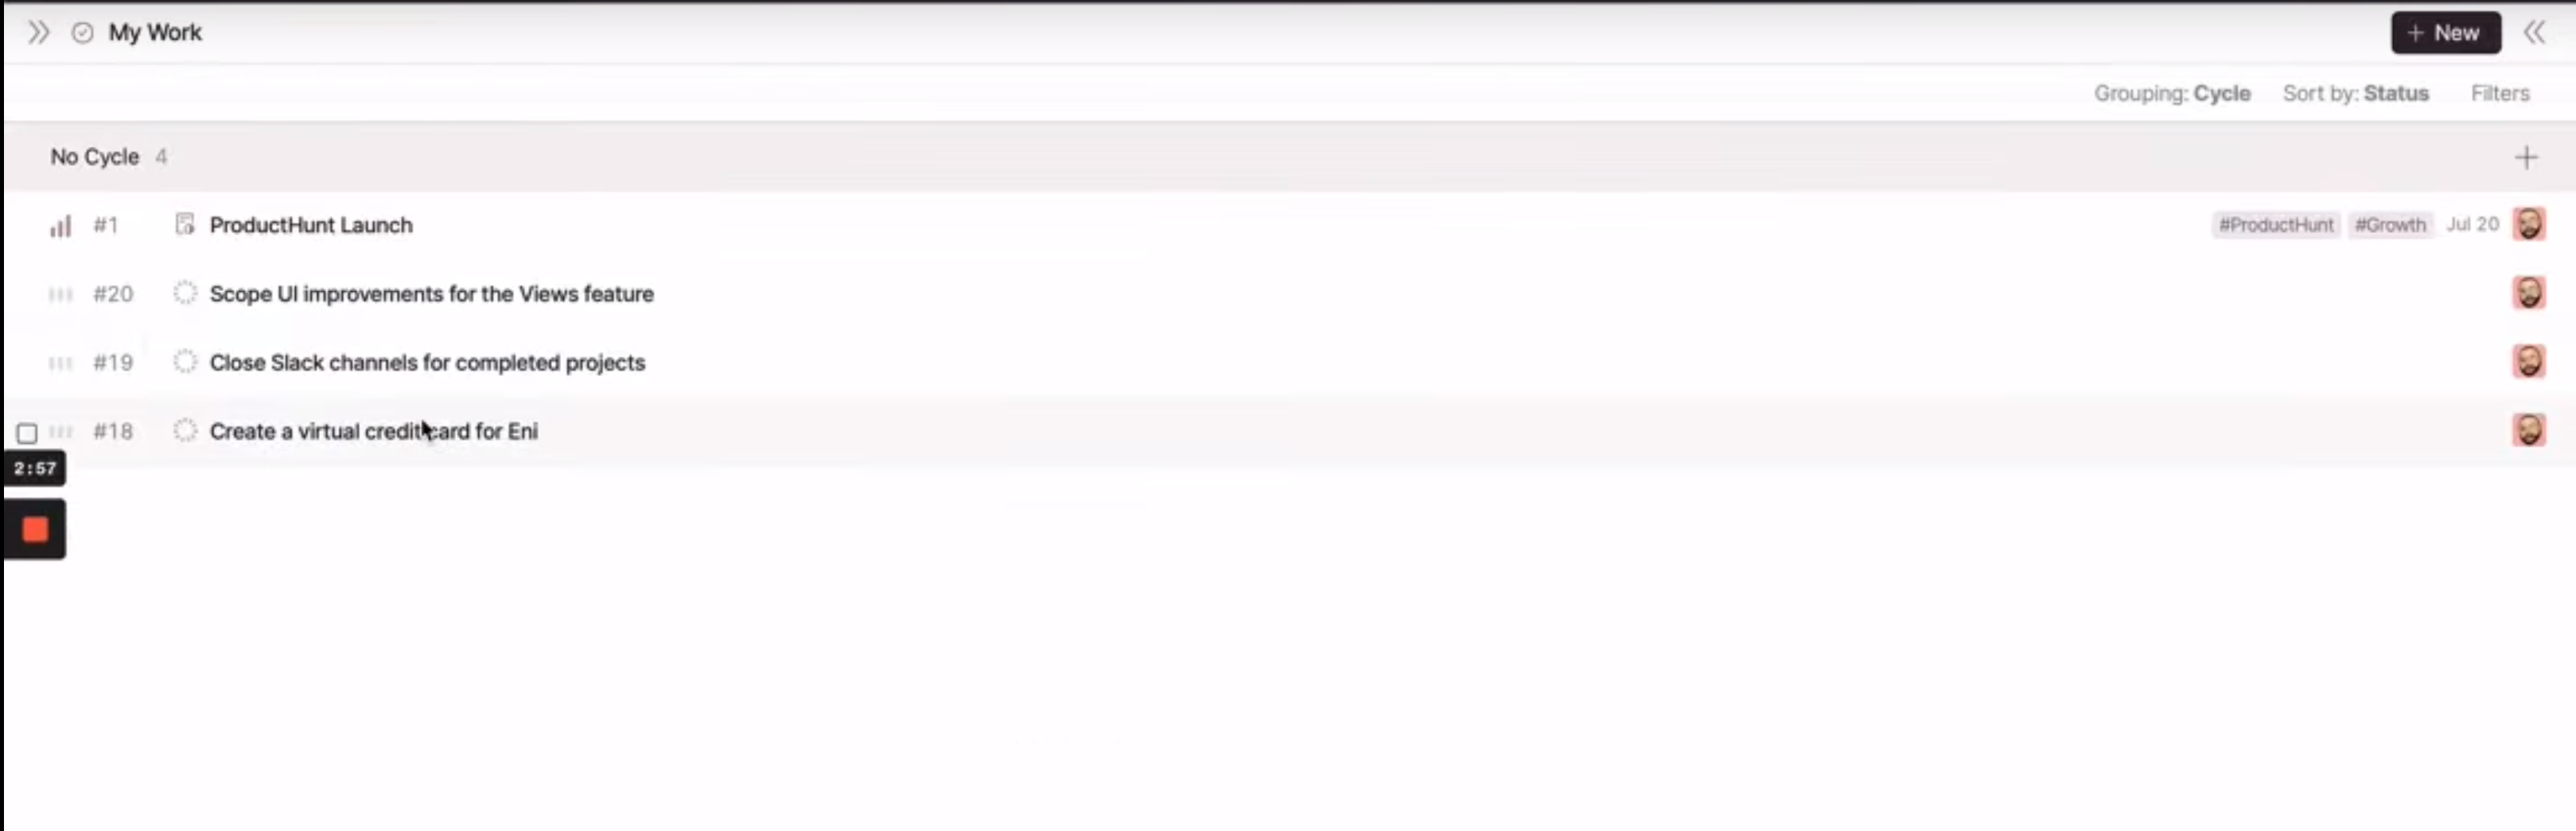 My Work
+ New
Grouping: Cycle Sort by: Status Filters
No Cycle 4
#1 ProductHunt Launch #ProductHunt #Growth Jul 20
#20 Scope UI improvements for the Views feature
#19 Close Slack channels for completed projects
#18 Create a virtual credit card for Eni
2:57